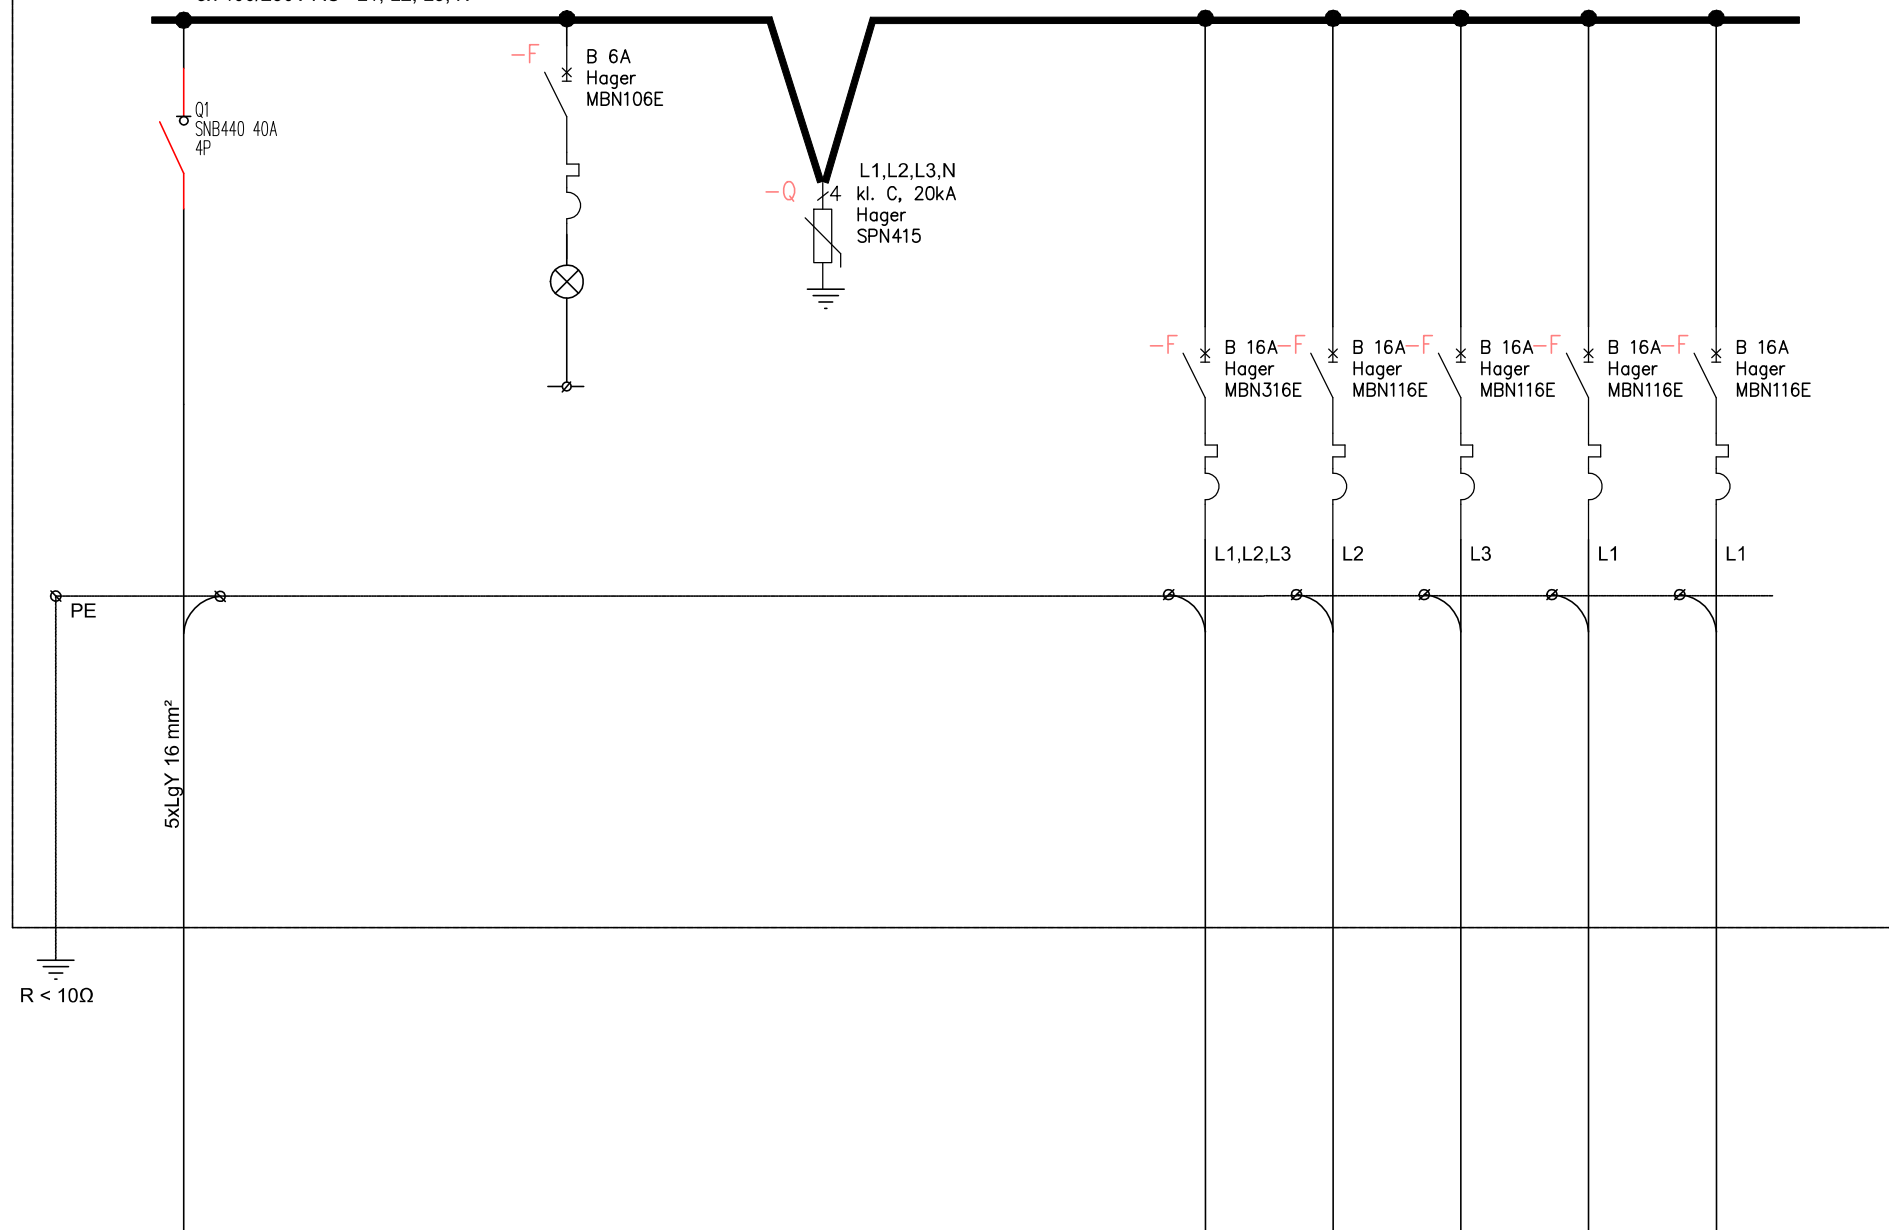 Q1
SNB440 40A
4P
-F
B 6A
Hager
MBN106E
-Q
4
L1,L2,L3,N
kl. C, 20kA
Hager
SPN415
-F
B 16A
Hager
MBN316E
-F
B 16A
Hager
MBN116E
-F
B 16A
Hager
MBN116E
-F
B 16A
Hager
MBN116E
-F
B 16A
Hager
MBN116E
L1,L2,L3
L2
L3
L1
L1
PE
5xLgY 16 mm²
R < 10Ω